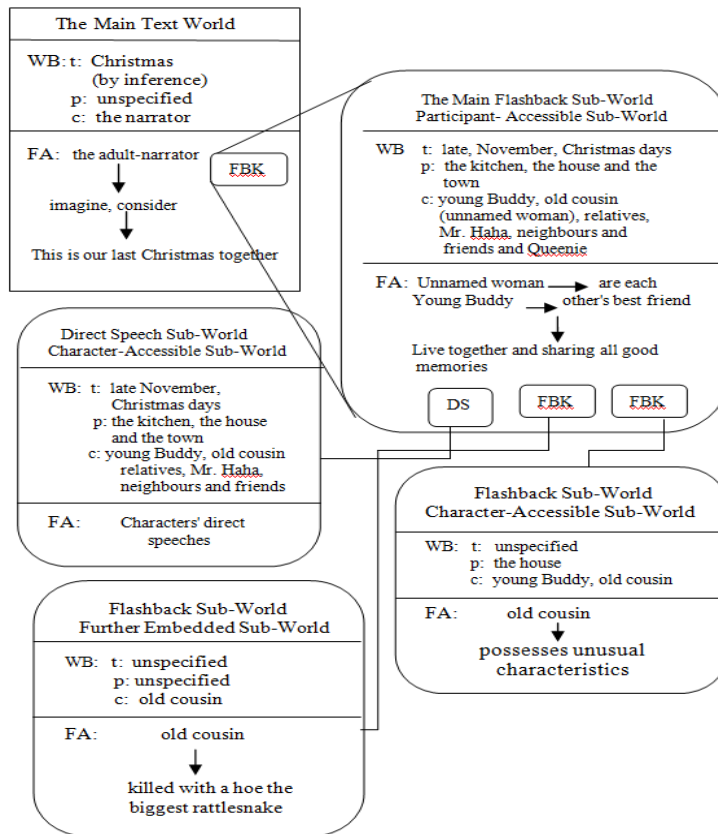 The Main Text World
WB: t: Christmas
(by inference)
p: unspecified
c: the narrator
FA: the adult-narrator
FBK
imagine, consider
This is our last Christmas together
The Main Flashback Sub-World
Participant- Accessible Sub-World
WB t: late, November, Christmas days
p: the kitchen, the house and the
town
c: young Buddy, old cousin
(unnamed woman), relatives,
Mr. Haha, neighbours and
friends and Queenie
FA: Unnamed woman are each
Young Buddy other's best friend
Live together and sharing all good
memories
DS
FBK
FBK
Direct Speech Sub-World
Character-Accessible Sub-World
WB: t: late November,
Christmas days
p: the kitchen, the house
and the town
c: young Buddy, old cousin
relatives, Mr. Haha,
neighbours and friends
FA: Characters' direct
speeches
Flashback Sub-World
Character-Accessible Sub-World
WB: t: unspecified
p: the house
c: young Buddy, old cousin
FA: old cousin
possesses unusual
characteristics
Flashback Sub-World
Further Embedded Sub-World
WB: t: unspecified
p: unspecified
c: old cousin
FA: old cousin
killed with a hoe the
biggest rattlesnake